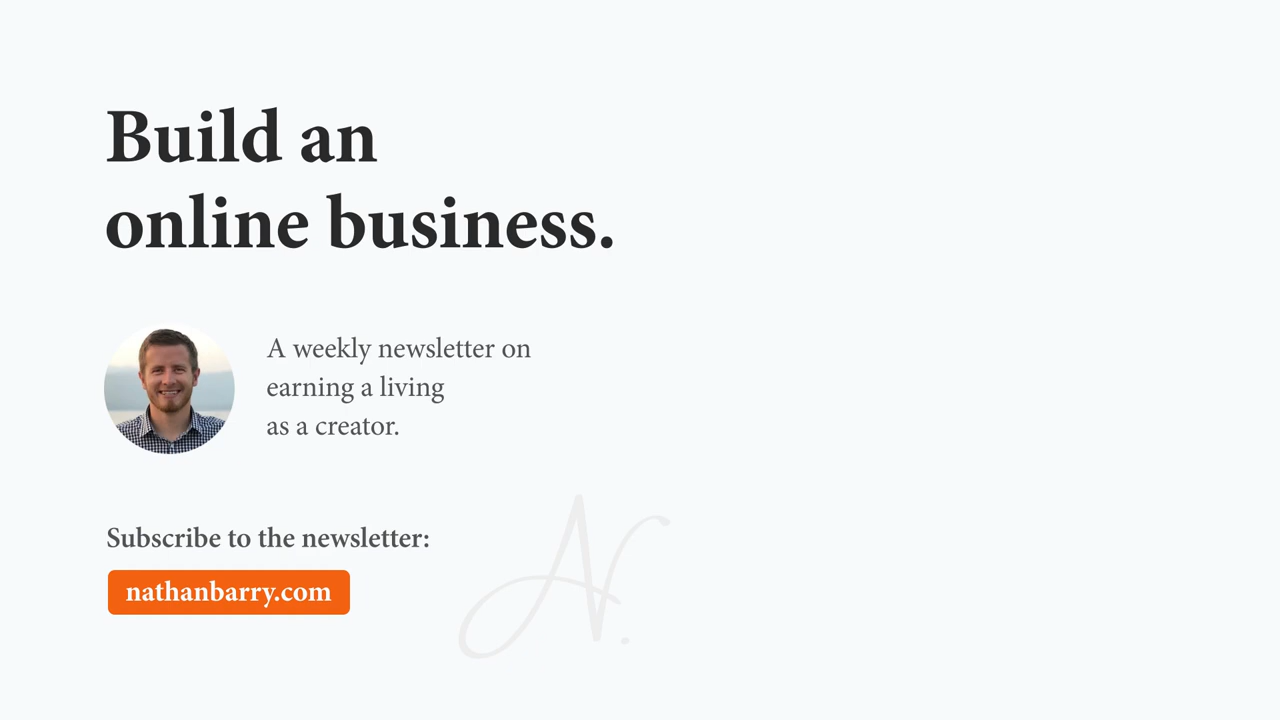 Build an
online business.
A weekly newsletter on
earning a living
as a creator.
Subscribe to the newsletter:
nathanbarry.com
N.